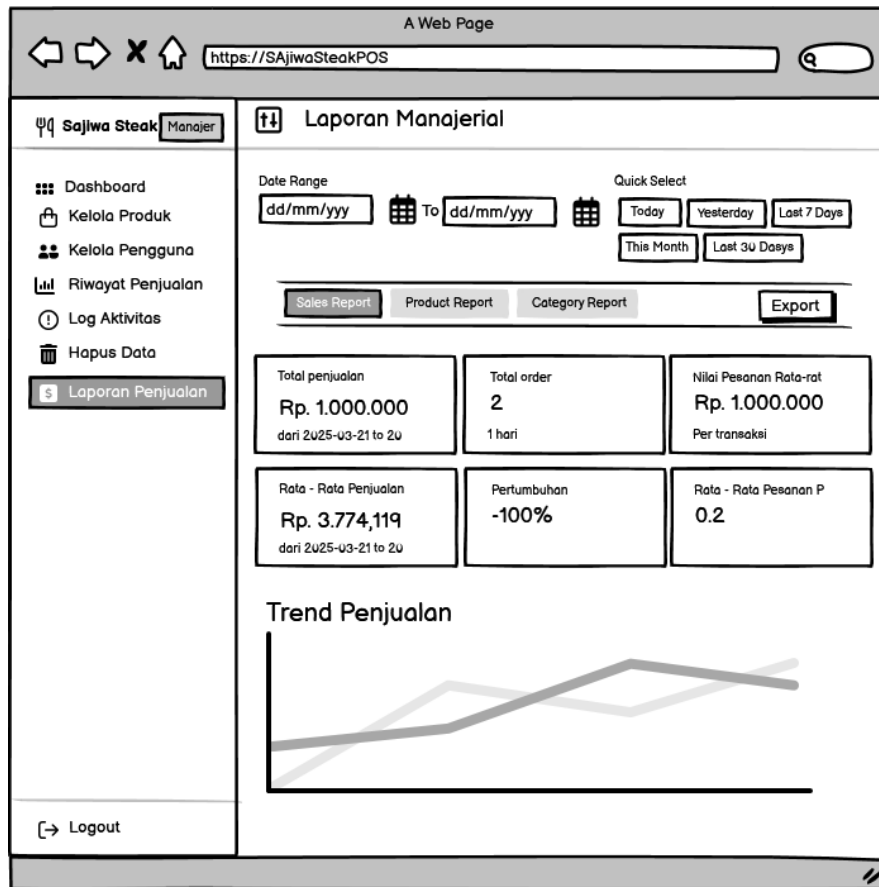 A Web Page
https://SAjiwaSteakPOS
Sajiwa Steak Manajer
Laporan Manajerial
Dashboard
Kelola Produk
Kelola Pengguna
Riwayat Penjualan
Log Aktivitas
Hapus Data
Laporan Penjualan
Logout
Date Range
dd/mm/yyy To dd/mm/yyy
Quick Select
Today Yesterday Last 7 Days
This Month Last 30 Dasys
Sales Report Product Report Category Report Export
Total penjualan
Rp. 1.000.000
dari 2025-03-21 to 20
Total order
2
1 hari
Nilai Pesanan Rata-rat
Rp. 1.000.000
Per transaksi
Rata - Rata Penjualan
Rp. 3.774,119
dari 2025-03-21 to 20
Pertumbuhan
-100%
Rata - Rata Pesanan P
0.2
Trend Penjualan